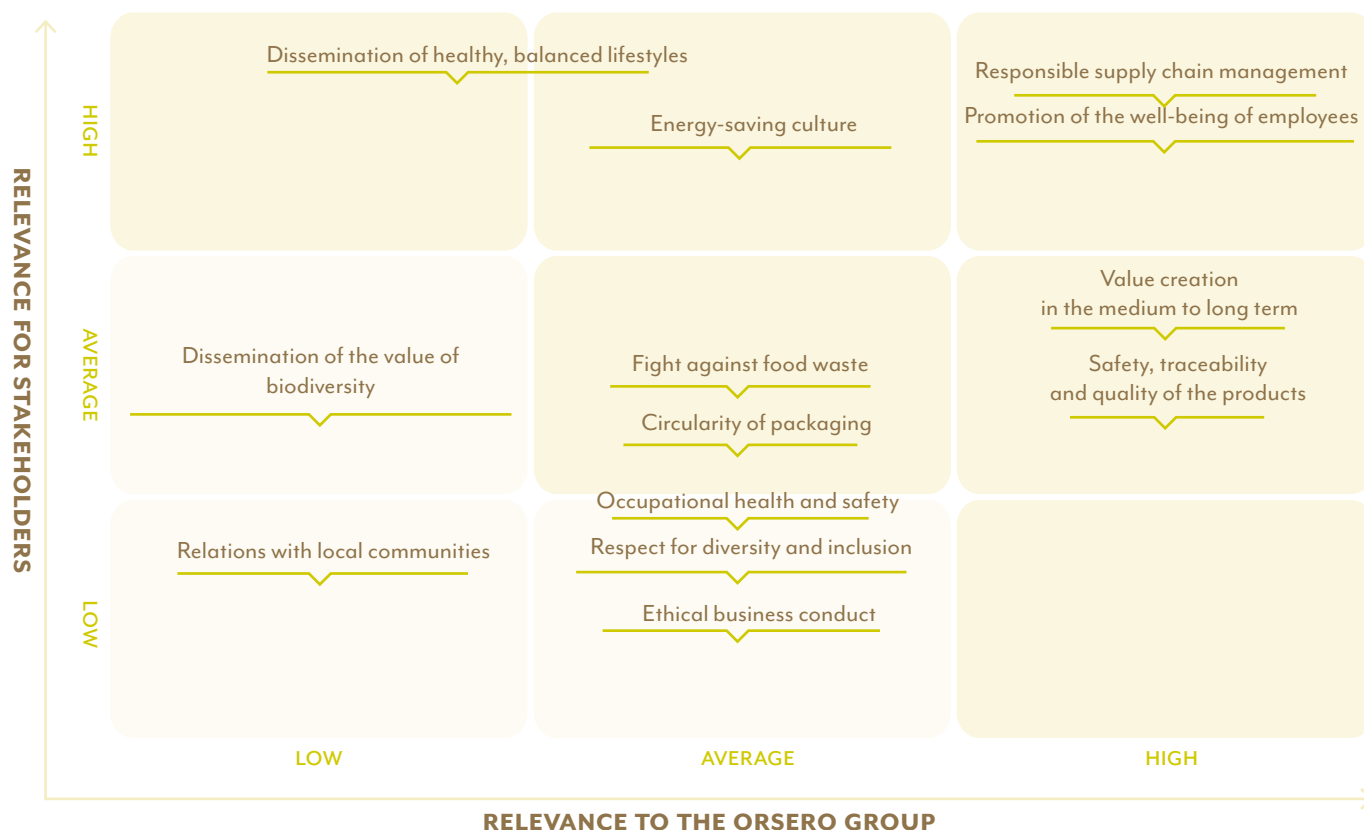 RELEVANCE FOR STAKEHOLDERS
HIGH
Dissemination of healthy, balanced lifestyles
Energy-saving culture
Responsible supply chain management
Promotion of the well-being of employees
AVERAGE
Dissemination of the value of
biodiversity
Fight against food waste
Circularity of packaging
Value creation
in the medium to long term
Safety, traceability
and quality of the products
LOW
Relations with local communities
Occupational health and safety
Respect for diversity and inclusion
Ethical business conduct
LOW
AVERAGE
HIGH
RELEVANCE TO THE ORSERO GROUP